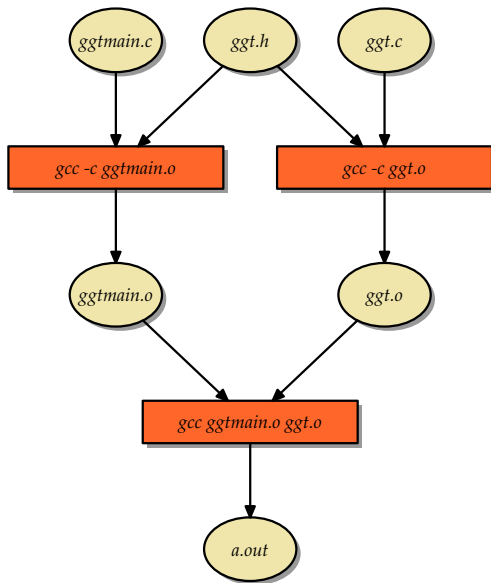 ggtmain.c
ggt.h
ggt.c
gcc -c ggtmain.o
gcc -c ggt.o
ggtmain.o
ggt.o
gcc ggtmain.o ggt.o
a.out